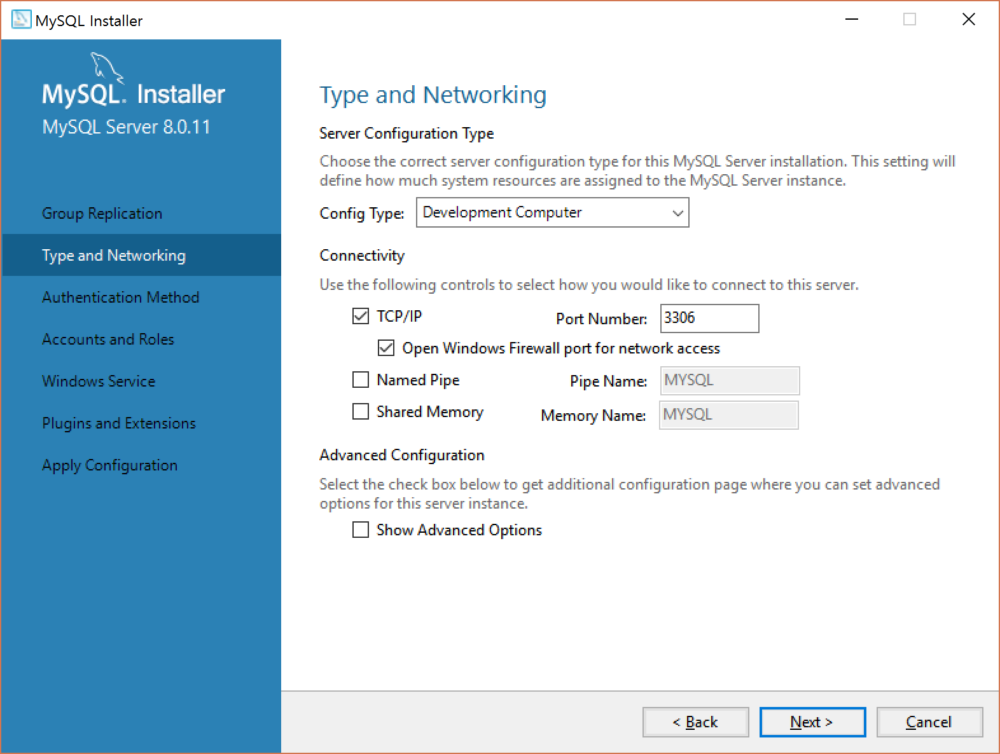 MySQL Installer
MySQL. Installer
MySQL Server 8.0.11
Group Replication
Type and Networking
Authentication Method
Accounts and Roles
Windows Service
Plugins and Extensions
Apply Configuration
Type and Networking
Server Configuration Type
Choose the correct server configuration type for this MySQL Server installation. This setting will
define how much system resources are assigned to the MySQL Server instance.
Config Type: Development Computer
Connectivity
Use the following controls to select how you would like to connect to this server.
TCP/IP Port Number: 3306
Open Windows Firewall port for network access
Named Pipe Pipe Name: MYSQL
Shared Memory Memory Name: MYSQL
Advanced Configuration
Select the check box below to get additional configuration page where you can set advanced
options for this server instance.
Show Advanced Options
< Back Next > Cancel